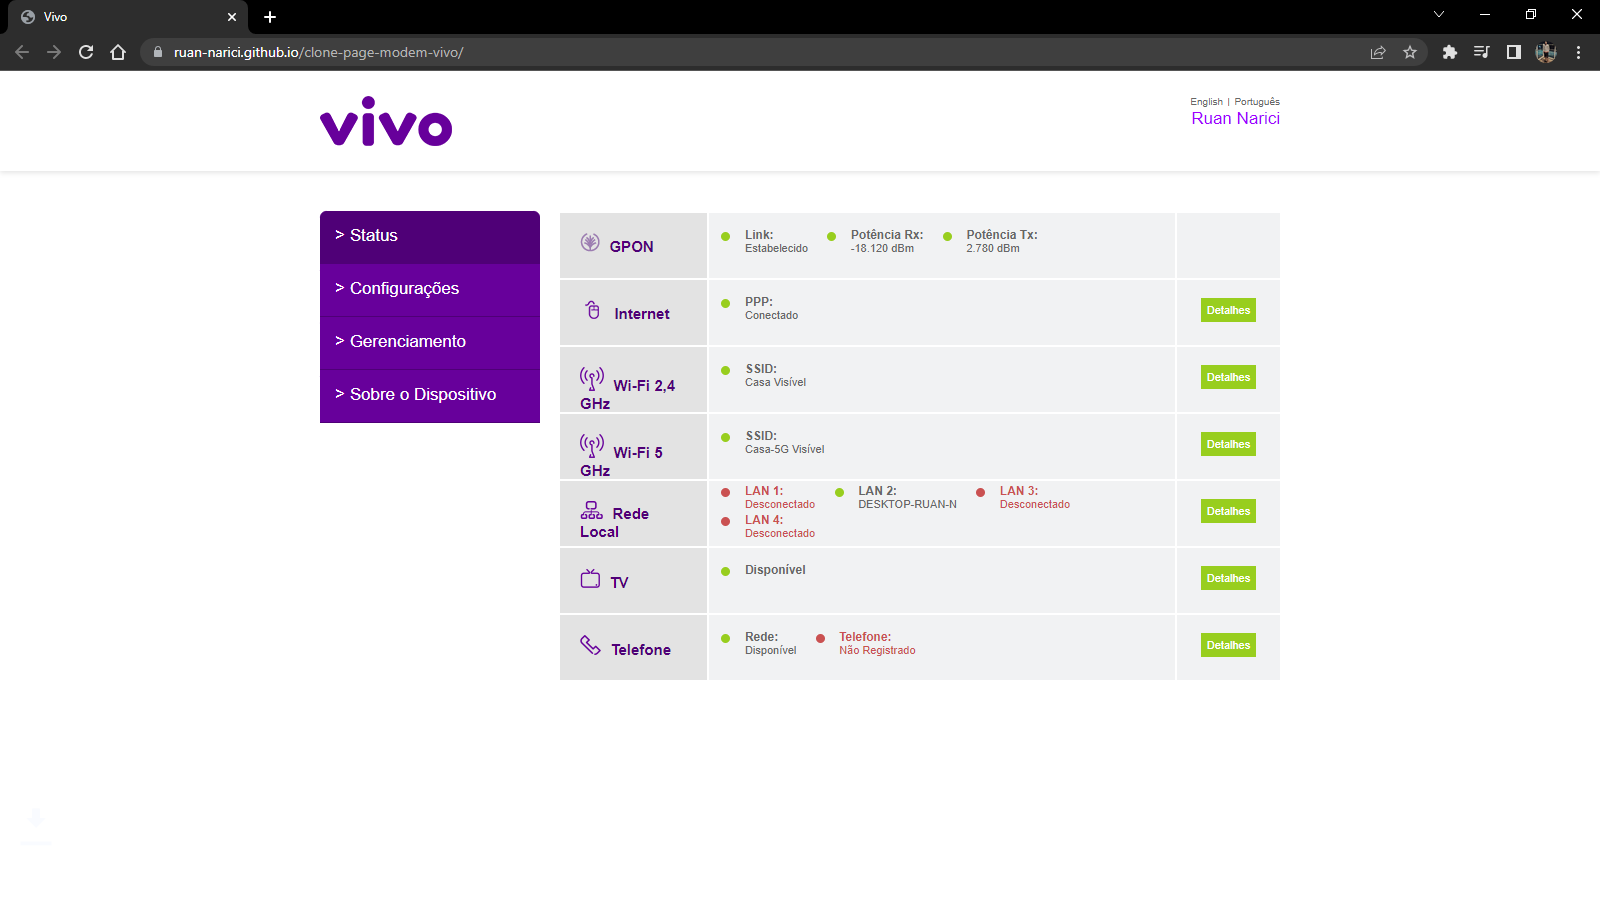 Vivo
ruan-narici.github.io/clone-page-modem-vivo/
vivo
English | Português
Ruan Narici
> Status
> Configurações
> Gerenciamento
> Sobre o Dispositivo
GPON
Link:
Estabelecido
Potência Rx:
-18.120 dBm
Potência Tx:
2.780 dBm
Internet
PPP:
Conectado
Detalhes
Wi-Fi 2,4
GHz
SSID:
Casa Visível
Detalhes
Wi-Fi 5
GHz
SSID:
Casa-5G Visível
Detalhes
Rede
Local
LAN 1:
Desconectado
LAN 2:
DESKTOP-RUAN-N
LAN 3:
Desconectado
LAN 4:
Desconectado
Detalhes
TV
Disponível
Detalhes
Telefone
Rede:
Disponível
Telefone:
Não Registrado
Detalhes